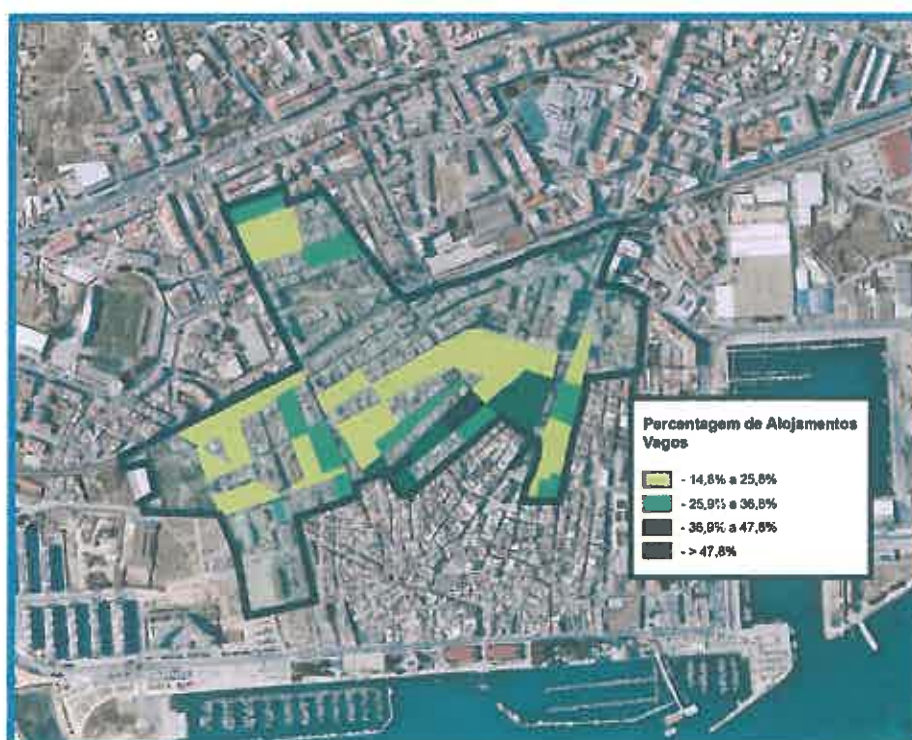 Percentagem de Alojamentos
Vagos
- 14,8% a 25,8%
- 25,9% a 36,8%
- 36,9% a 47,8%
- > 47,8%